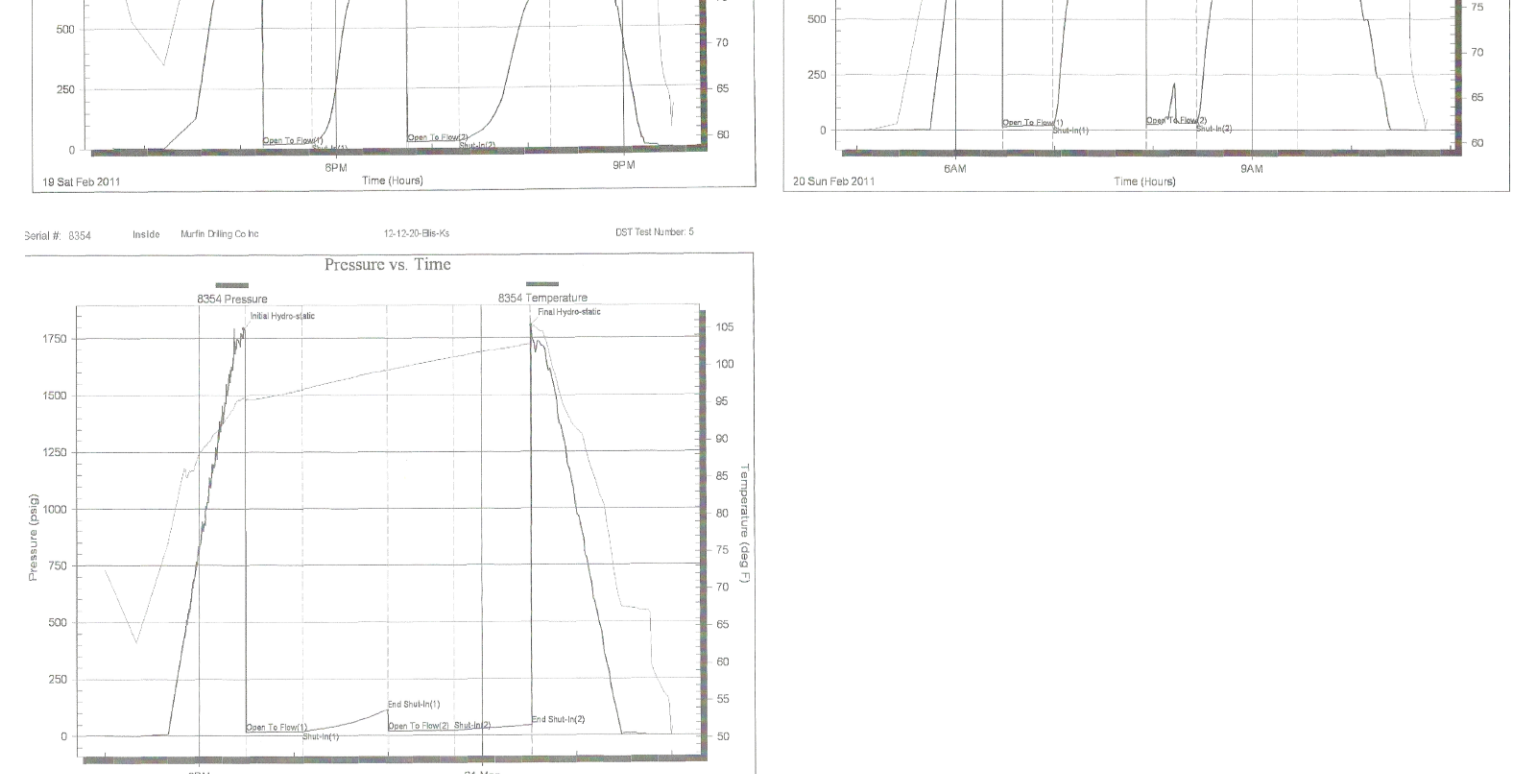 500
250
0
75
70
65
60
Open To Flow(1)
Shut-In(1)
Open To Flow(2)
Shut-In(2)
6PM
9PM
19 Sat Feb 2011
Time (Hours)
500
250
0
75
70
65
60
Open To Flow(1)
Shut-In(1)
Open To Flow(2)
Shut-In(2)
6AM
9AM
20 Sun Feb 2011
Time (Hours)
Serial #: 8354 Inside Murfin Drilling Co Inc 12-12-20-Ellis-Ks DST Test Number: 5
Pressure vs. Time
8354 Pressure
8354 Temperature
Initial Hydro-static
Final Hydro-static
1750
1500
1250
1000
750
500
250
0
Pressure (psig)
105
100
95
90
85
80
75
70
65
60
55
50
Temperature (deg F)
Open To Flow(1)
Shut-In(1)
End Shut-In(1)
Open To Flow(2)
Shut-In(2)
End Shut-In(2)